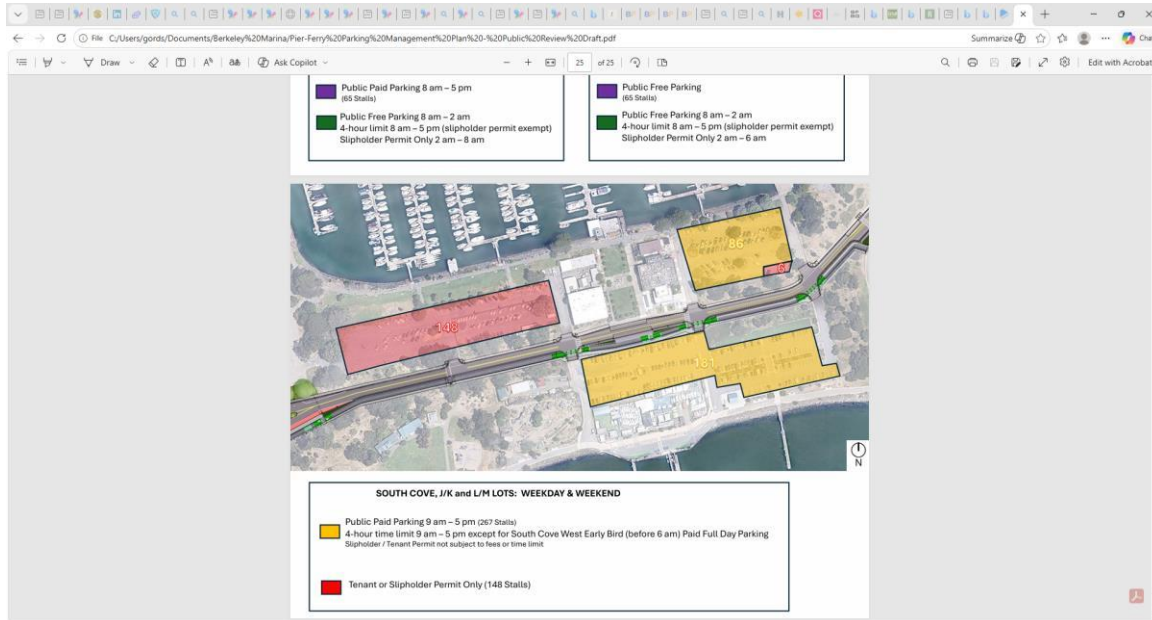 File C:/Users/gords/Documents/Berkeley%20Marina/Pier-Ferry%20Parking%20Management%20Plan%20-%20Public%20Review%20Draft.pdf
Summarize
Draw
Ask Copilot
25 of 25
Edit with Acrobat
Public Paid Parking 8 am – 5 pm
(65 Stalls)
Public Free Parking 8 am – 2 am
4-hour limit 8 am – 5 pm (slipholder permit exempt)
Slipholder Permit Only 2 am – 8 am
Public Free Parking
(65 Stalls)
Public Free Parking 8 am – 2 am
4-hour limit 8 am – 5 pm (slipholder permit exempt)
Slipholder Permit Only 2 am – 6 am
86
6
148
181
N
SOUTH COVE, J/K and L/M LOTS: WEEKDAY & WEEKEND
Public Paid Parking 9 am – 5 pm (267 Stalls)
4-hour time limit 9 am – 5 pm except for South Cove West Early Bird (before 6 am) Paid Full Day Parking
Slipholder / Tenant Permit not subject to fees or time limit
Tenant or Slipholder Permit Only (148 Stalls)